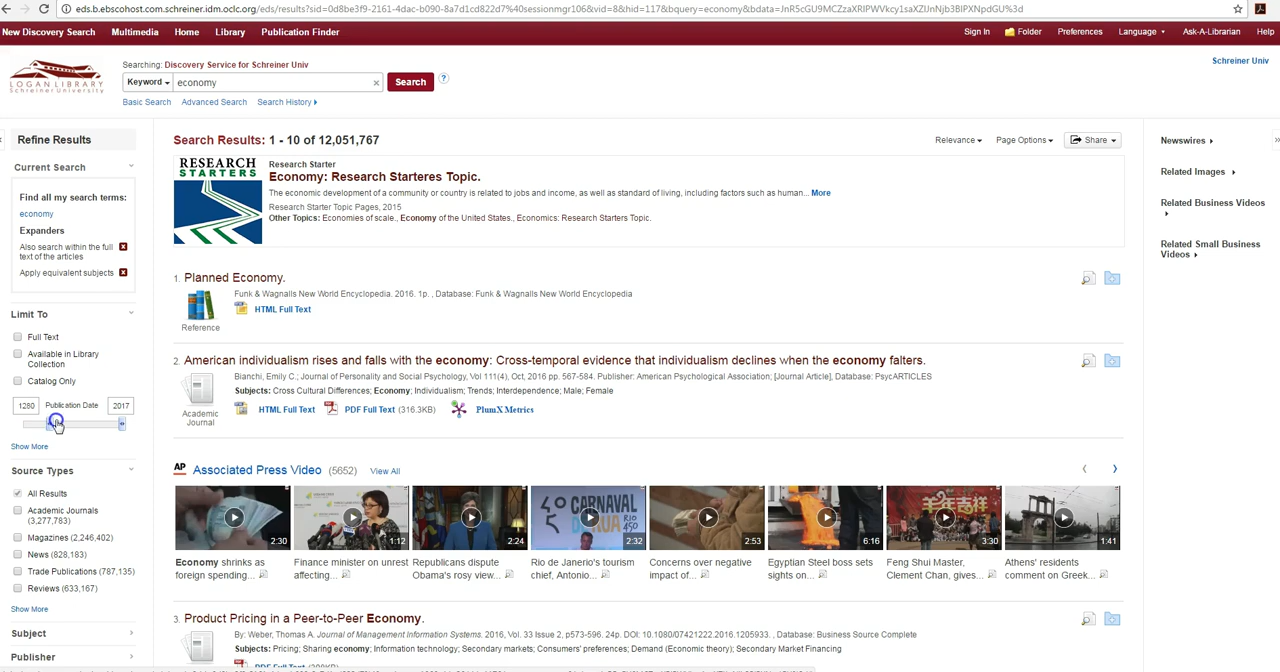 eds.b.ebscohost.com.schreiner.idm.oclc.org/eds/results?sid=0d8be3f9-2161-4dac-b090-8a7d1cd822d7%40sessionmgr106&vid=8&hid=117&bquery=economy&bdata=JnR5cGU9MCZzaXRlPWVkcy1saXZlJnNjb3BlPXNpdGU%3d
New Discovery Search Multimedia Home Library Publication Finder Sign In Folder Preferences Language Ask-A-Librarian Help
LOGAN LIBRARY
Schreiner University
Searching: Discovery Service for Schreiner Univ
Schreiner Univ
Keyword economy × Search ?
Basic Search Advanced Search Search History
Refine Results
Current Search
Find all my search terms:
economy
Expanders
Also search within the full
text of the articles
Apply equivalent subjects
Limit To
Full Text
Available in Library
Collection
Catalog Only
1280 Publication Date 2017
Show More
Source Types
All Results
Academic Journals
(3,277,783)
Magazines (2,246,402)
News (828,183)
Trade Publications (787,135)
Reviews (633,167)
Show More
Subject
Publisher
Search Results: 1 - 10 of 12,051,767
Relevance Page Options Share
RESEARCH
STARTERS
Research Starter
Economy: Research Starteres Topic.
The economic development of a community or country is related to jobs and income, as well as standard of living, including factors such as human... More
Research Starter Topic Pages, 2015
Other Topics: Economies of scale., Economy of the United States., Economics: Research Starters Topic.
1. Planned Economy.
Funk & Wagnalls New World Encyclopedia. 2016. 1p. , Database: Funk & Wagnalls New World Encyclopedia
HTML Full Text
Reference
2. American individualism rises and falls with the economy: Cross-temporal evidence that individualism declines when the economy falters.
Bianchi, Emily C.; Journal of Personality and Social Psychology, Vol 111(4), Oct, 2016 pp. 567-584. Publisher: American Psychological Association; [Journal Article], Database: PsycARTICLES
Subjects: Cross Cultural Differences; Economy; Individualism; Trends; Interdependence; Male; Female
HTML Full Text PDF Full Text (316.3KB) PlumX Metrics
Academic
Journal
AP Associated Press Video (5652) View All
2:30 1:12 2:24 2:32 2:53 6:16 3:30 1:41
Economy shrinks as
foreign spending...
Finance minister on unrest
affecting...
Republicans dispute
Obama's rosy view...
Rio de Janeiro's tourism
chief, Antonio...
Concerns over negative
impact of...
Egyptian Steel boss sets
sights on...
Feng Shui Master,
Clement Chan, gives...
Athens' residents
comment on Greek...
3. Product Pricing in a Peer-to-Peer Economy.
By: Weber, Thomas A. Journal of Management Information Systems. 2016, Vol. 33 Issue 2, p573-596. 24p. DOI: 10.1080/07421222.2016.1205933. , Database: Business Source Complete
Subjects: Pricing; Sharing economy; Information technology; Secondary markets; Consumers' preferences; Demand (Economic theory); Secondary Market Financing
PDF Full Text
Newswires
Related Images
Related Business Videos
Related Small Business
Videos